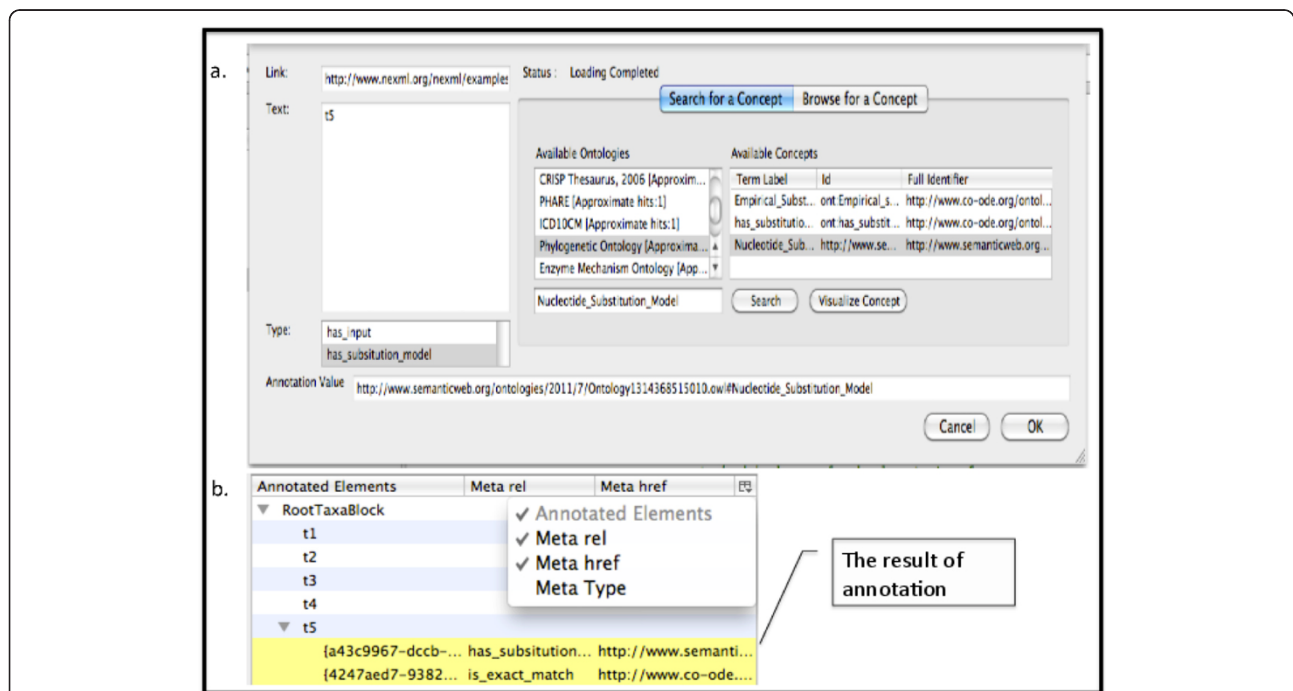 a.
Link: http://www.nexml.org/nexml/examples
Status : Loading Completed
Text: t5
Search for a Concept Browse for a Concept
Available Ontologies
CRISP Thesaurus, 2006 [Approxim...
PHARE [Approximate hits:1]
ICD10CM [Approximate hits:1]
Phylogenetic Ontology [Approxima...
Enzyme Mechanism Ontology [App...
Nucleotide_Substitution_Model
Available Concepts
Term Label Id Full Identifier
Empirical_Subst... ont:Empirical_s... http://www.co-ode.org/ontol...
has_substitutio... ont:has_substit... http://www.co-ode.org/ontol...
Nucleotide_Sub... http://www.se... http://www.semanticweb.org...
Search Visualize Concept
Type: has_input
has_subsitution_model
Annotation Value http://www.semanticweb.org/ontologies/2011/7/Ontology1314368515010.owl#Nucleotide_Substitution_Model
Cancel OK
b.
Annotated Elements Meta rel Meta href
RootTaxaBlock
t1
t2
t3
t4
t5
{a43c9967-dccb-... has_subsitution... http://www.semanti...
{4247aed7-9382... is_exact_match http://www.co-ode....
Annotated Elements
Meta rel
Meta href
Meta Type
The result of
annotation